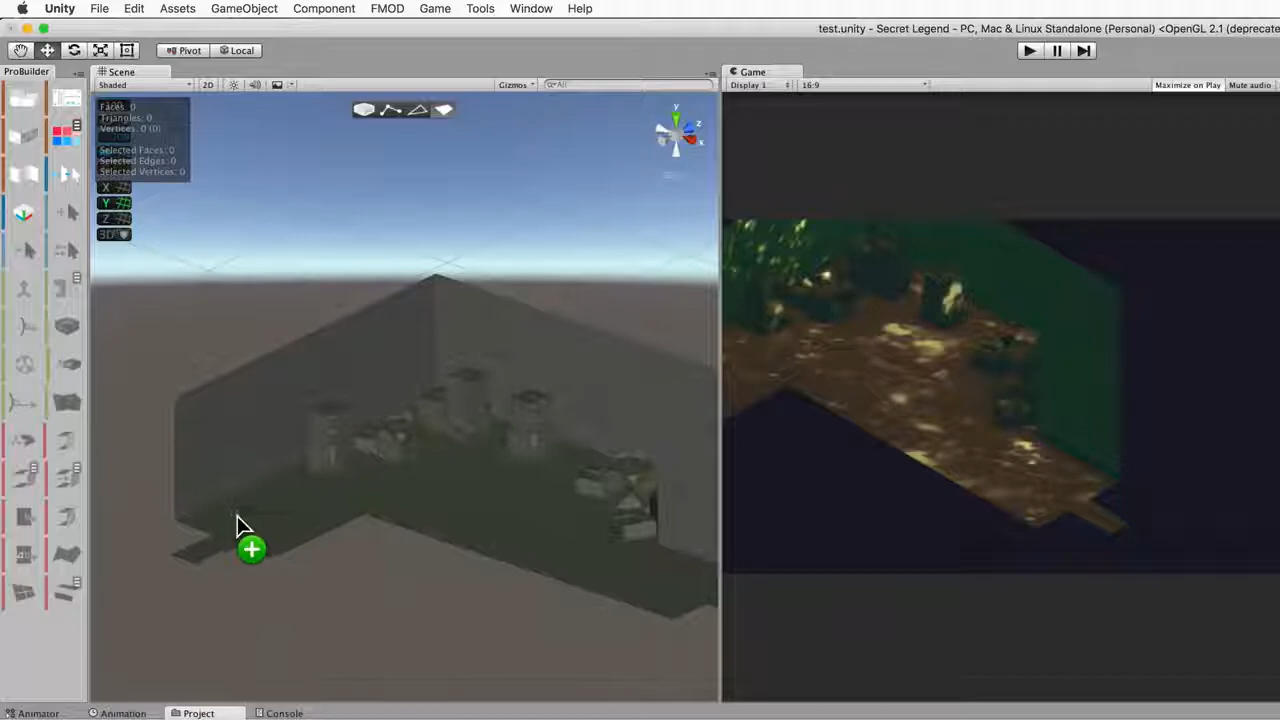 Unity File Edit Assets GameObject Component FMOD Game Tools Window Help
test.unity - Secret Legend - PC, Mac & Linux Standalone (Personal) <OpenGL 2.1 (deprecate
Pivot Local
ProBuilder Scene Game
Shaded 2D Gizmos All Display 1 16:9 Maximize on Play Mute audio
Faces: 0
Triangles: 0
Vertices: 0 (0)
Selected Faces: 0
Selected Edges: 0
Selected Vertices: 0
X
Y
Z
3D
y
z
x
Animator Animation Project Console